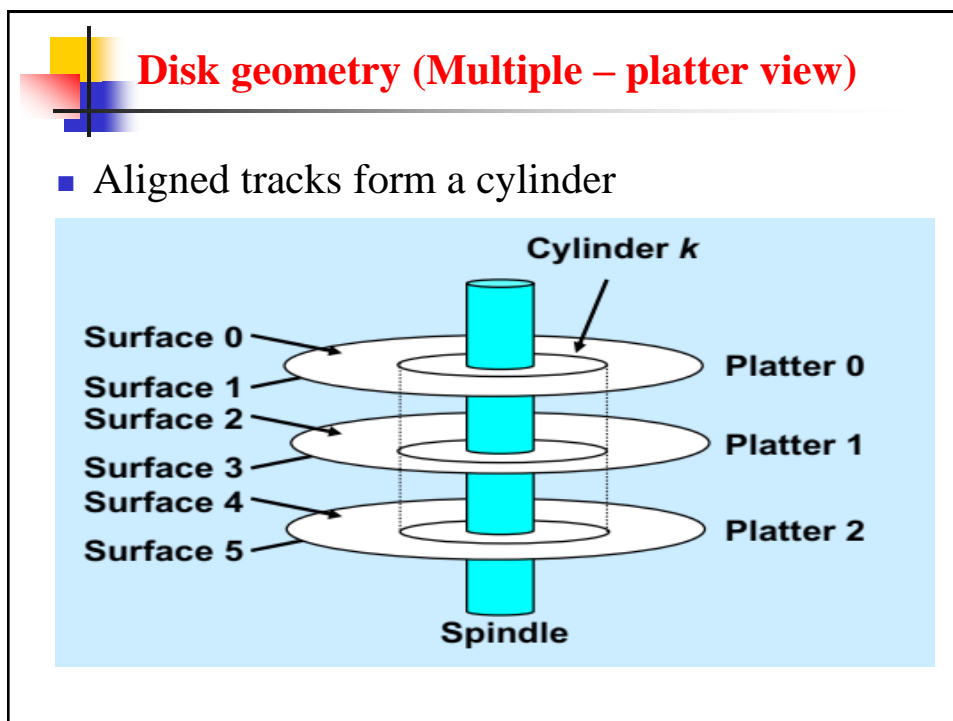 Disk geometry (Multiple – platter view)
Aligned tracks form a cylinder
Cylinder k
Surface 0
Platter 0
Surface 1
Surface 2
Platter 1
Surface 3
Surface 4
Platter 2
Surface 5
Spindle